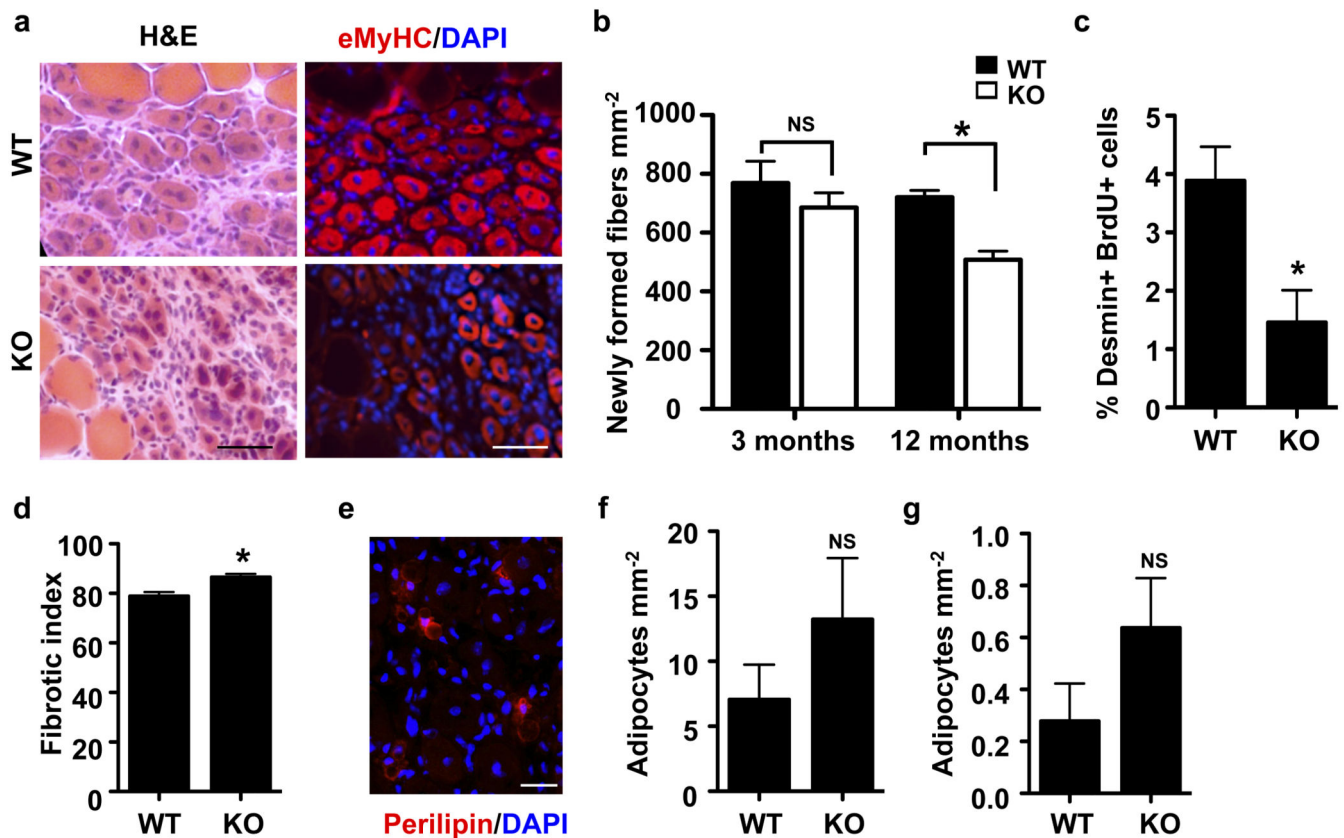 a
H&E
eMyHC/DAPI
WT
KO
b
WT
KO
Newly formed fibers mm-2
1000
800
600
400
200
0
NS
*
3 months
12 months
c
% Desmin+ BrdU+ cells
5
4
3
2
1
0
*
WT
KO
d
Fibrotic index
100
80
60
40
20
0
*
WT
KO
e
Perilipin/DAPI
f
Adipocytes mm-2
20
15
10
5
0
NS
WT
KO
g
Adipocytes mm-2
1.0
0.8
0.6
0.4
0.2
0.0
NS
WT
KO